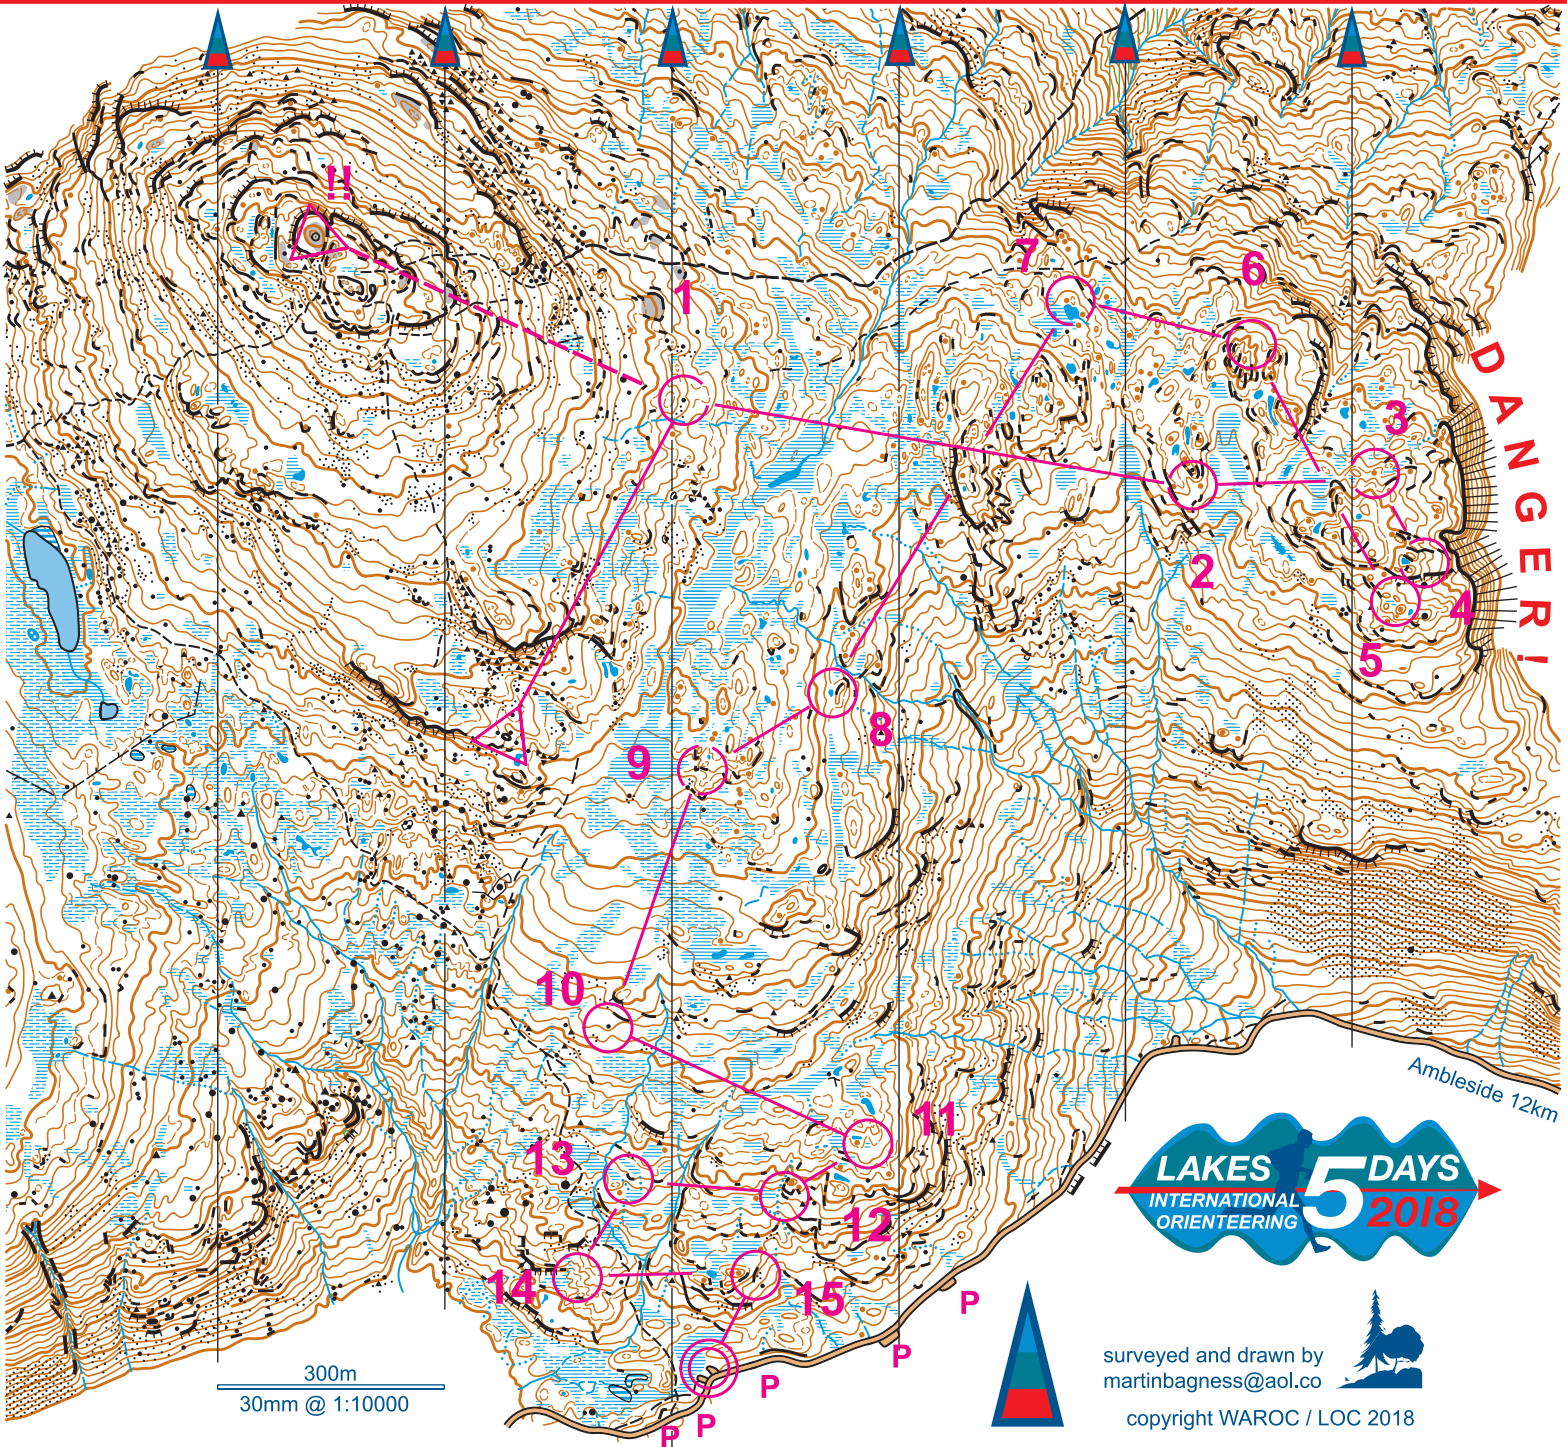 !!
1
7
6
DANGER!
3
2
4
5
8
9
10
11
13
12
14
15
P
P
P
P
P
Ambleside 12km
LAKES 5 DAYS
INTERNATIONAL 2018
ORIENTEERING
300m
30mm @ 1:10000
surveyed and drawn by
martinbagness@aol.co
copyright WAROC / LOC 2018